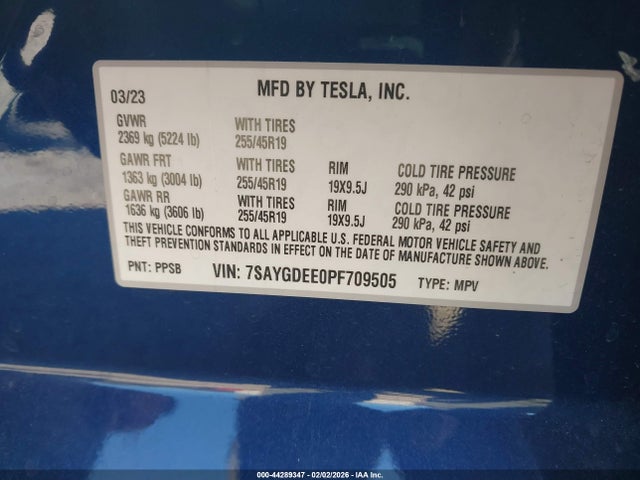 MFD BY TESLA, INC.
03/23
GVWR
2369 kg (5224 lb) WITH TIRES 255/45R19
GAWR FRT
1363 kg (3004 lb) WITH TIRES 255/45R19 RIM 19X9.5J COLD TIRE PRESSURE 290 kPa, 42 psi
GAWR RR
1636 kg (3606 lb) WITH TIRES 255/45R19 RIM 19X9.5J COLD TIRE PRESSURE 290 kPa, 42 psi
THIS VEHICLE CONFORMS TO ALL APPLICABLE U.S. FEDERAL MOTOR VEHICLE SAFETY AND
THEFT PREVENTION STANDARDS IN EFFECT ON THE DATE OF MANUFACTURE SHOWN ABOVE.
PNT: PPSB VIN: 7SAYGDEE0PF709505 TYPE: MPV
000-44289347 - 02/02/2026 - IAA Inc.